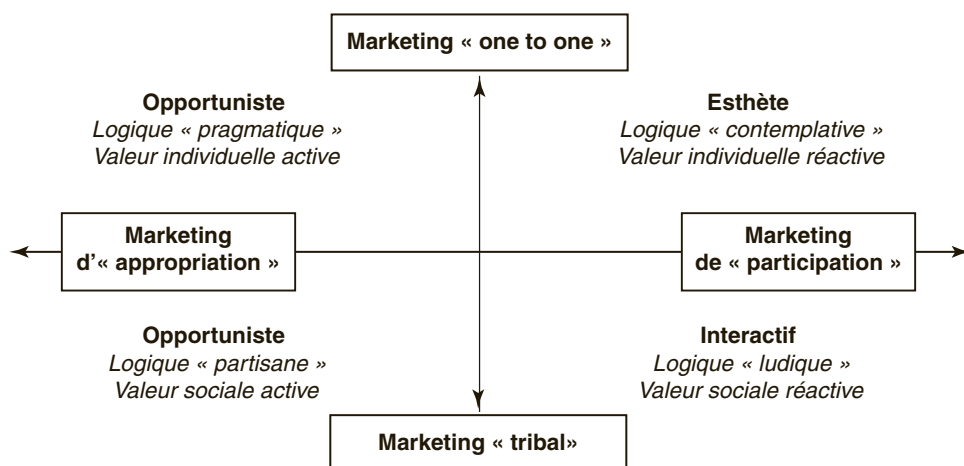 Marketing « one to one »
Opportuniste
Logique « pragmatique »
Valeur individuelle active
Esthète
Logique « contemplative »
Valeur individuelle réactive
Marketing
d'« appropriation »
Marketing
de « participation »
Opportuniste
Logique « partisane »
Valeur sociale active
Interactif
Logique « ludique »
Valeur sociale réactive
Marketing « tribal»